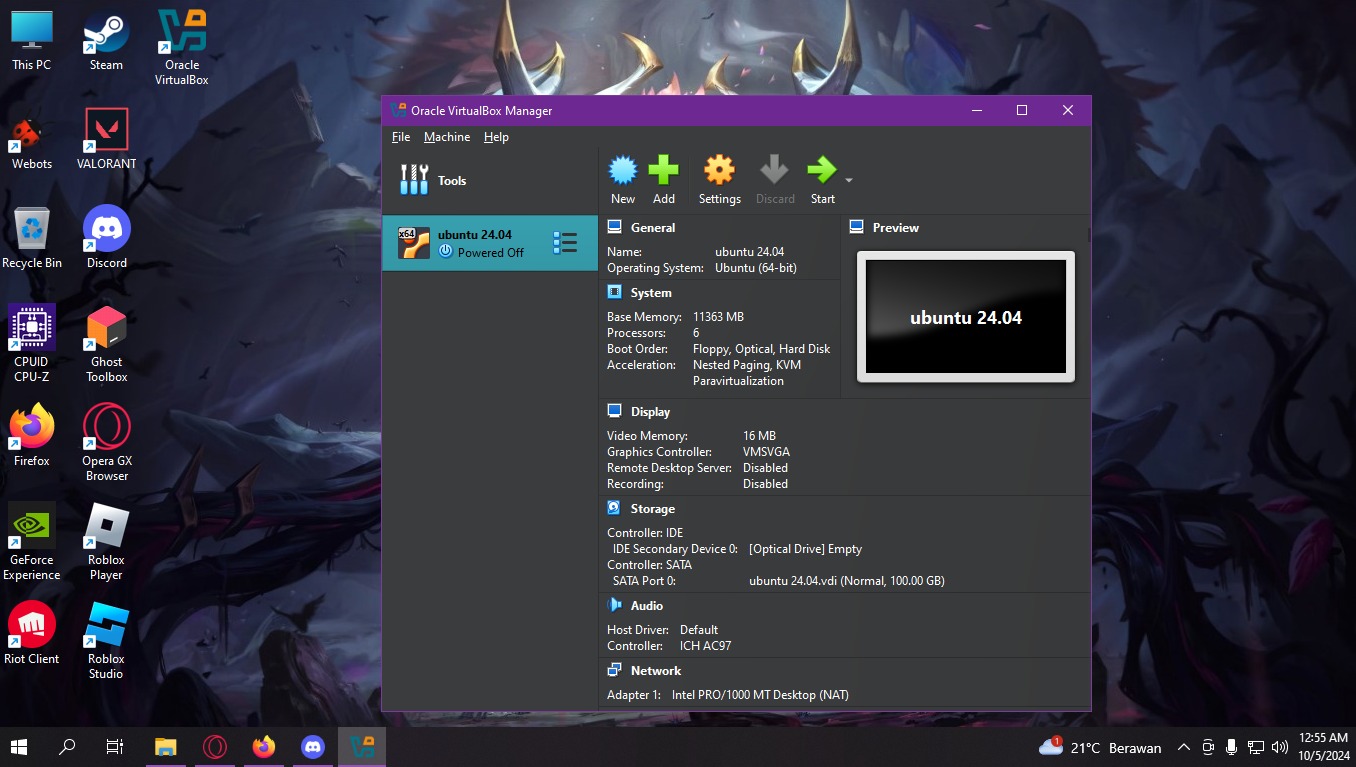 This PC
Steam
Oracle
VirtualBox
Webots
VALORANT
Recycle Bin
Discord
CPUID
CPU-Z
Ghost
Toolbox
Firefox
Opera GX
Browser
GeForce
Experience
Roblox
Player
Riot Client
Roblox
Studio
Oracle VirtualBox Manager
File Machine Help
Tools
New Add Settings Discard Start
x64
ubuntu 24.04
Powered Off
General
Name: ubuntu 24.04
Operating System: Ubuntu (64-bit)
System
Base Memory: 11363 MB
Processors: 6
Boot Order: Floppy, Optical, Hard Disk
Acceleration: Nested Paging, KVM
Paravirtualization
Preview
ubuntu 24.04
Display
Video Memory: 16 MB
Graphics Controller: VMSVGA
Remote Desktop Server: Disabled
Recording: Disabled
Storage
Controller: IDE
IDE Secondary Device 0: [Optical Drive] Empty
Controller: SATA
SATA Port 0: ubuntu 24.04.vdi (Normal, 100.00 GB)
Audio
Host Driver: Default
Controller: ICH AC97
Network
Adapter 1: Intel PRO/1000 MT Desktop (NAT)
1
21°C Berawan
12:55 AM
10/5/2024